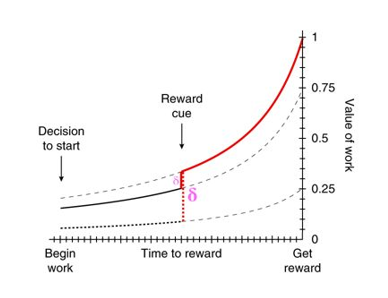 1
0.75
Reward
cue
Decision
to start
0.5
Value of work
δ
δ
0.25
0
Begin
work
Time to reward
Get
reward